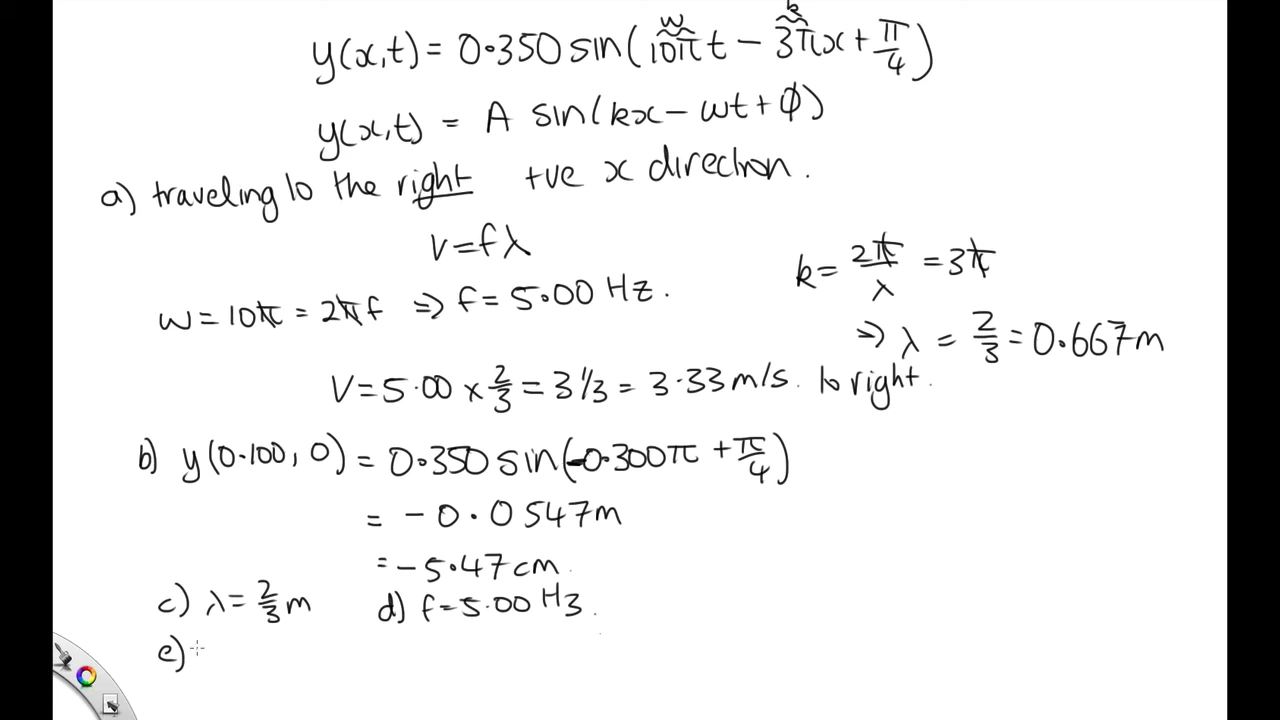 y(x,t) = 0.350 sin(10πt − 3πx + π/4)
w
k
y(x,t) = A sin(kx − wt + φ)
a) traveling to the right +ve x direction.
v = fλ
k = 2π/λ = 3π
w = 10π = 2πf ⇒ f = 5.00 Hz.
⇒ λ = 2/3 = 0.667m
V = 5.00 × 2/3 = 3 1/3 = 3.33 m/s. to right.
b) y(0.100, 0) = 0.350 sin(−0.300π + π/4)
= −0.0547m
= −5.47cm.
c) λ = 2/3 m d) f = 5.00 Hz.
e)